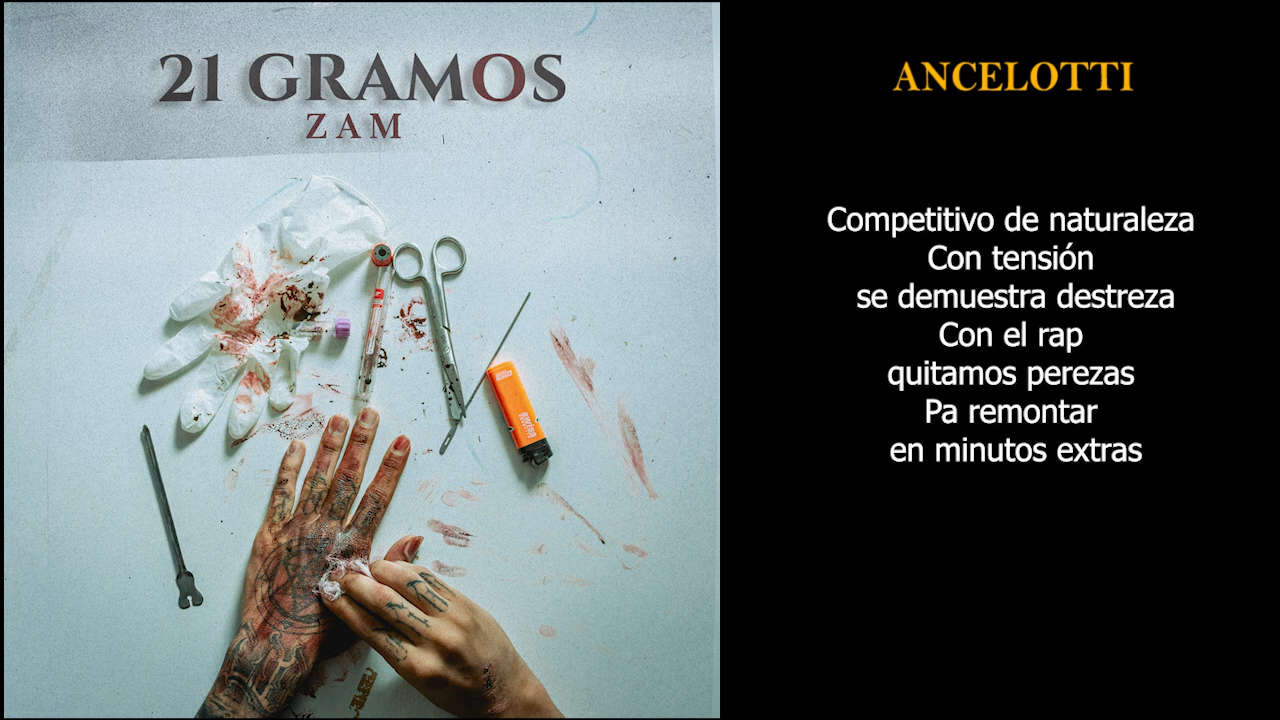 21 GRAMOS
ZAM
swiss
ANCELOTTI
Competitivo de naturaleza
Con tensión
se demuestra destreza
Con el rap
quitamos perezas
Pa remontar
en minutos extras